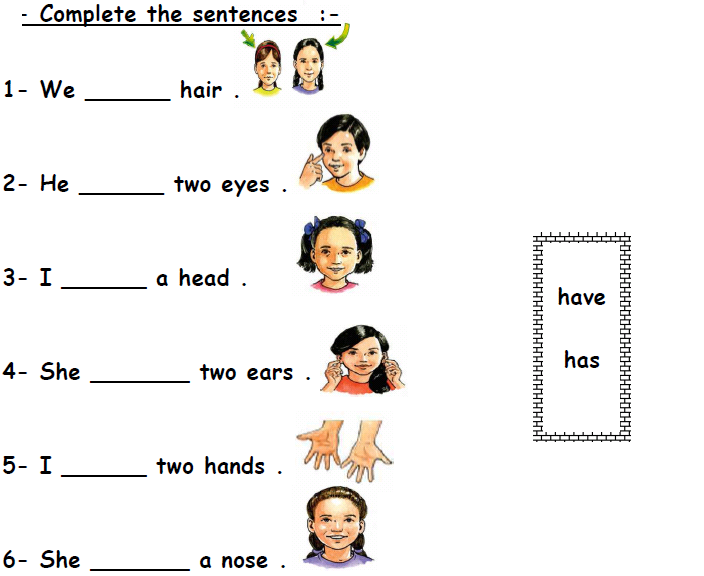 - Complete the sentences :-
1- We _______ hair .
2- He _______ two eyes .
3- I _______ a head .
4- She ________ two ears .
5- I _______ two hands .
6- She ________ a nose .
have
has